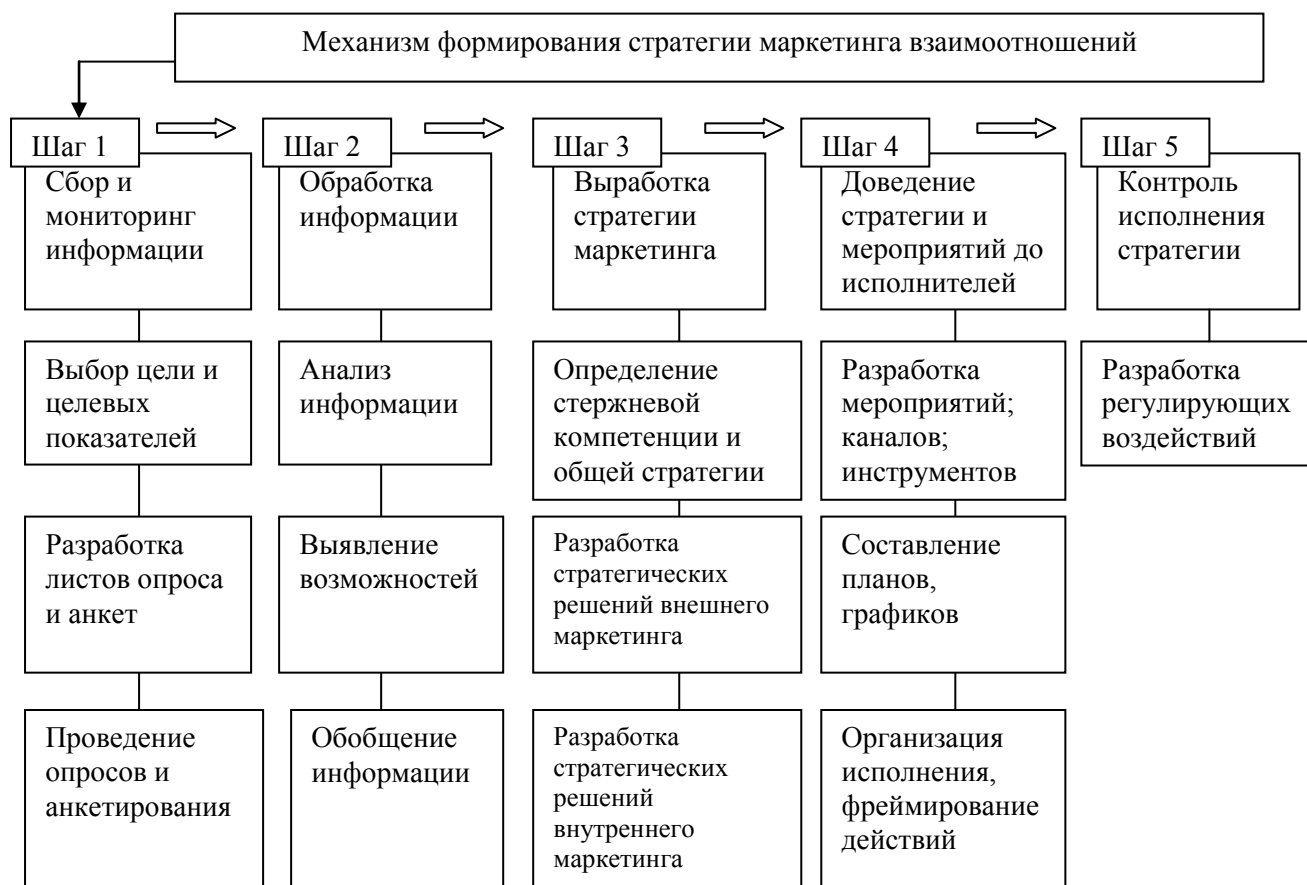 Механизм формирования стратегии маркетинга взаимоотношений
Шаг 1
Сбор и
мониторинг
информации
Выбор цели и
целевых
показателей
Разработка
листов опроса
и анкет
Проведение
опросов и
анкетирования
Шаг 2
Обработка
информации
Анализ
информации
Выявление
возможностей
Обобщение
информации
Шаг 3
Выработка
стратегии
маркетинга
Определение
стержневой
компетенции и
общей стратегии
Разработка
стратегических
решений внешнего
маркетинга
Разработка
стратегических
решений
внутреннего
маркетинга
Шаг 4
Доведение
стратегии и
мероприятий до
исполнителей
Разработка
мероприятий;
каналов;
инструментов
Составление
планов,
графиков
Организация
исполнения,
фреймирование
действий
Шаг 5
Контроль
исполнения
стратегии
Разработка
регулирующих
воздействий